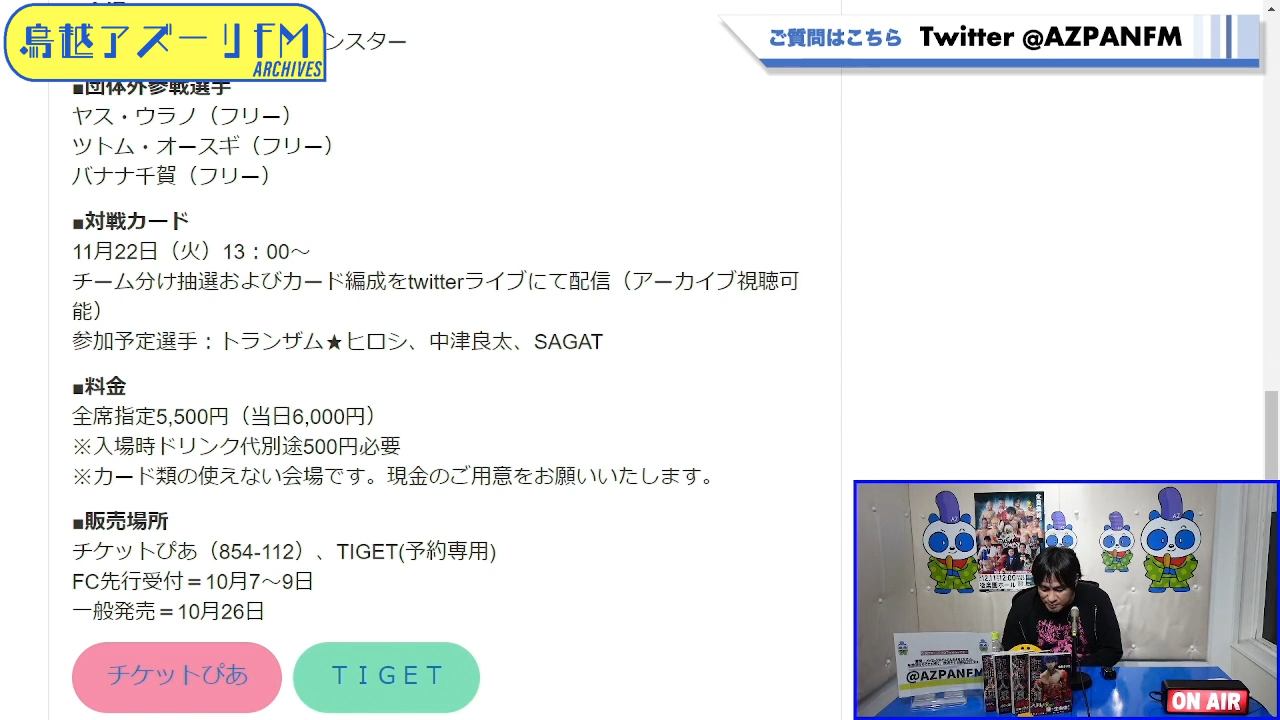 鳥越アズーリFM
ARCHIVES
ンスター
ご質問はこちら Twitter @AZPANFM
■団体外参戦選手
ヤス・ウラノ（フリー）
ツトム・オースギ（フリー）
バナナ千賀（フリー）
■対戦カード
11月22日（火）13：00～
チーム分け抽選およびカード編成をtwitterライブにて配信（アーカイブ視聴可
能）
参加予定選手：トランザム★ヒロシ、中津良太、SAGAT
■料金
全席指定5,500円（当日6,000円）
※入場時ドリンク代別途500円必要
※カード類の使えない会場です。現金のご用意をお願いいたします。
■販売場所
チケットぴあ（854-112）、TIGET(予約専用)
FC先行受付＝10月7～9日
一般発売＝10月26日
チケットぴあ
ＴＩＧＥＴ
@AZPANFM
ON AIR